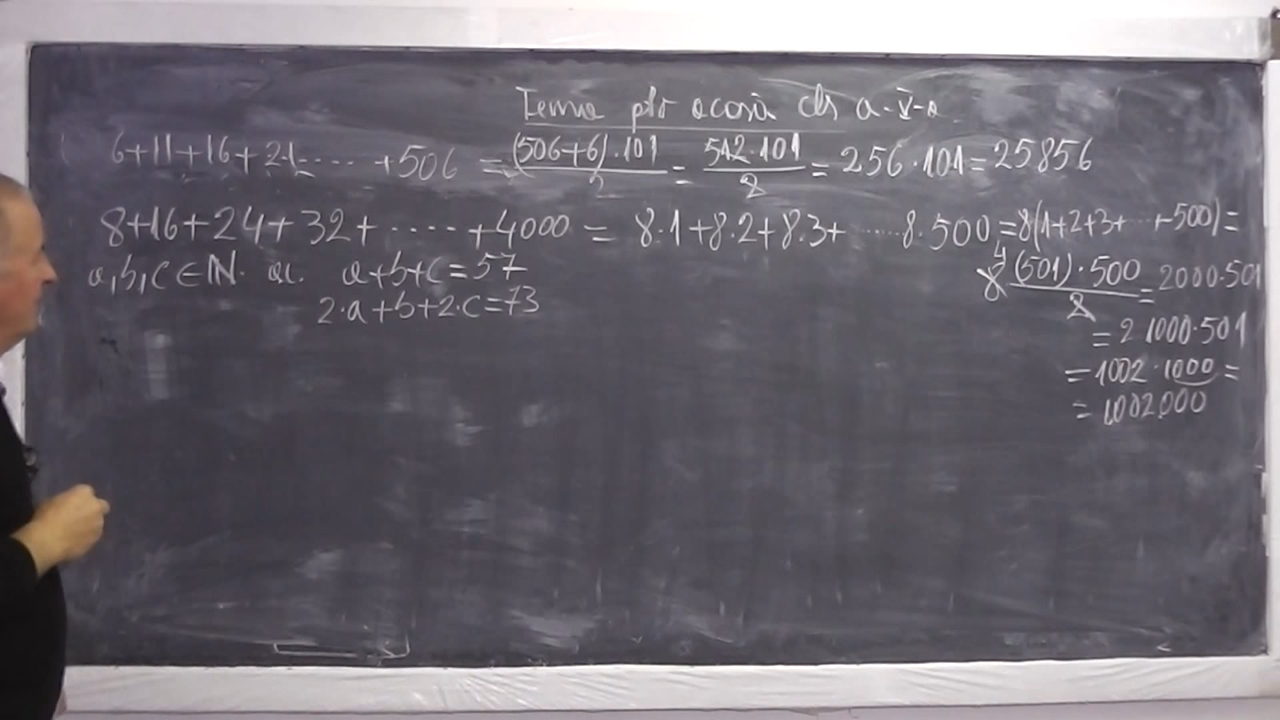 Tema ptr acasă cls a-V-a
6+11+16+21.... +506 = (506+6)·101/2 = 512·101/2 = 256·101=25856
8+16+24+32+.....+4000 = 8·1+8·2+8·3+.....8·500=8(1+2+3+...+500)=
a,b,c∈ℕ. aî. a+b+c=57
8 4 (501)·500/2 = 2000·501
2·a+b+2·c=73
= 2 1000·501
= 1002·1000 =
= 1002000